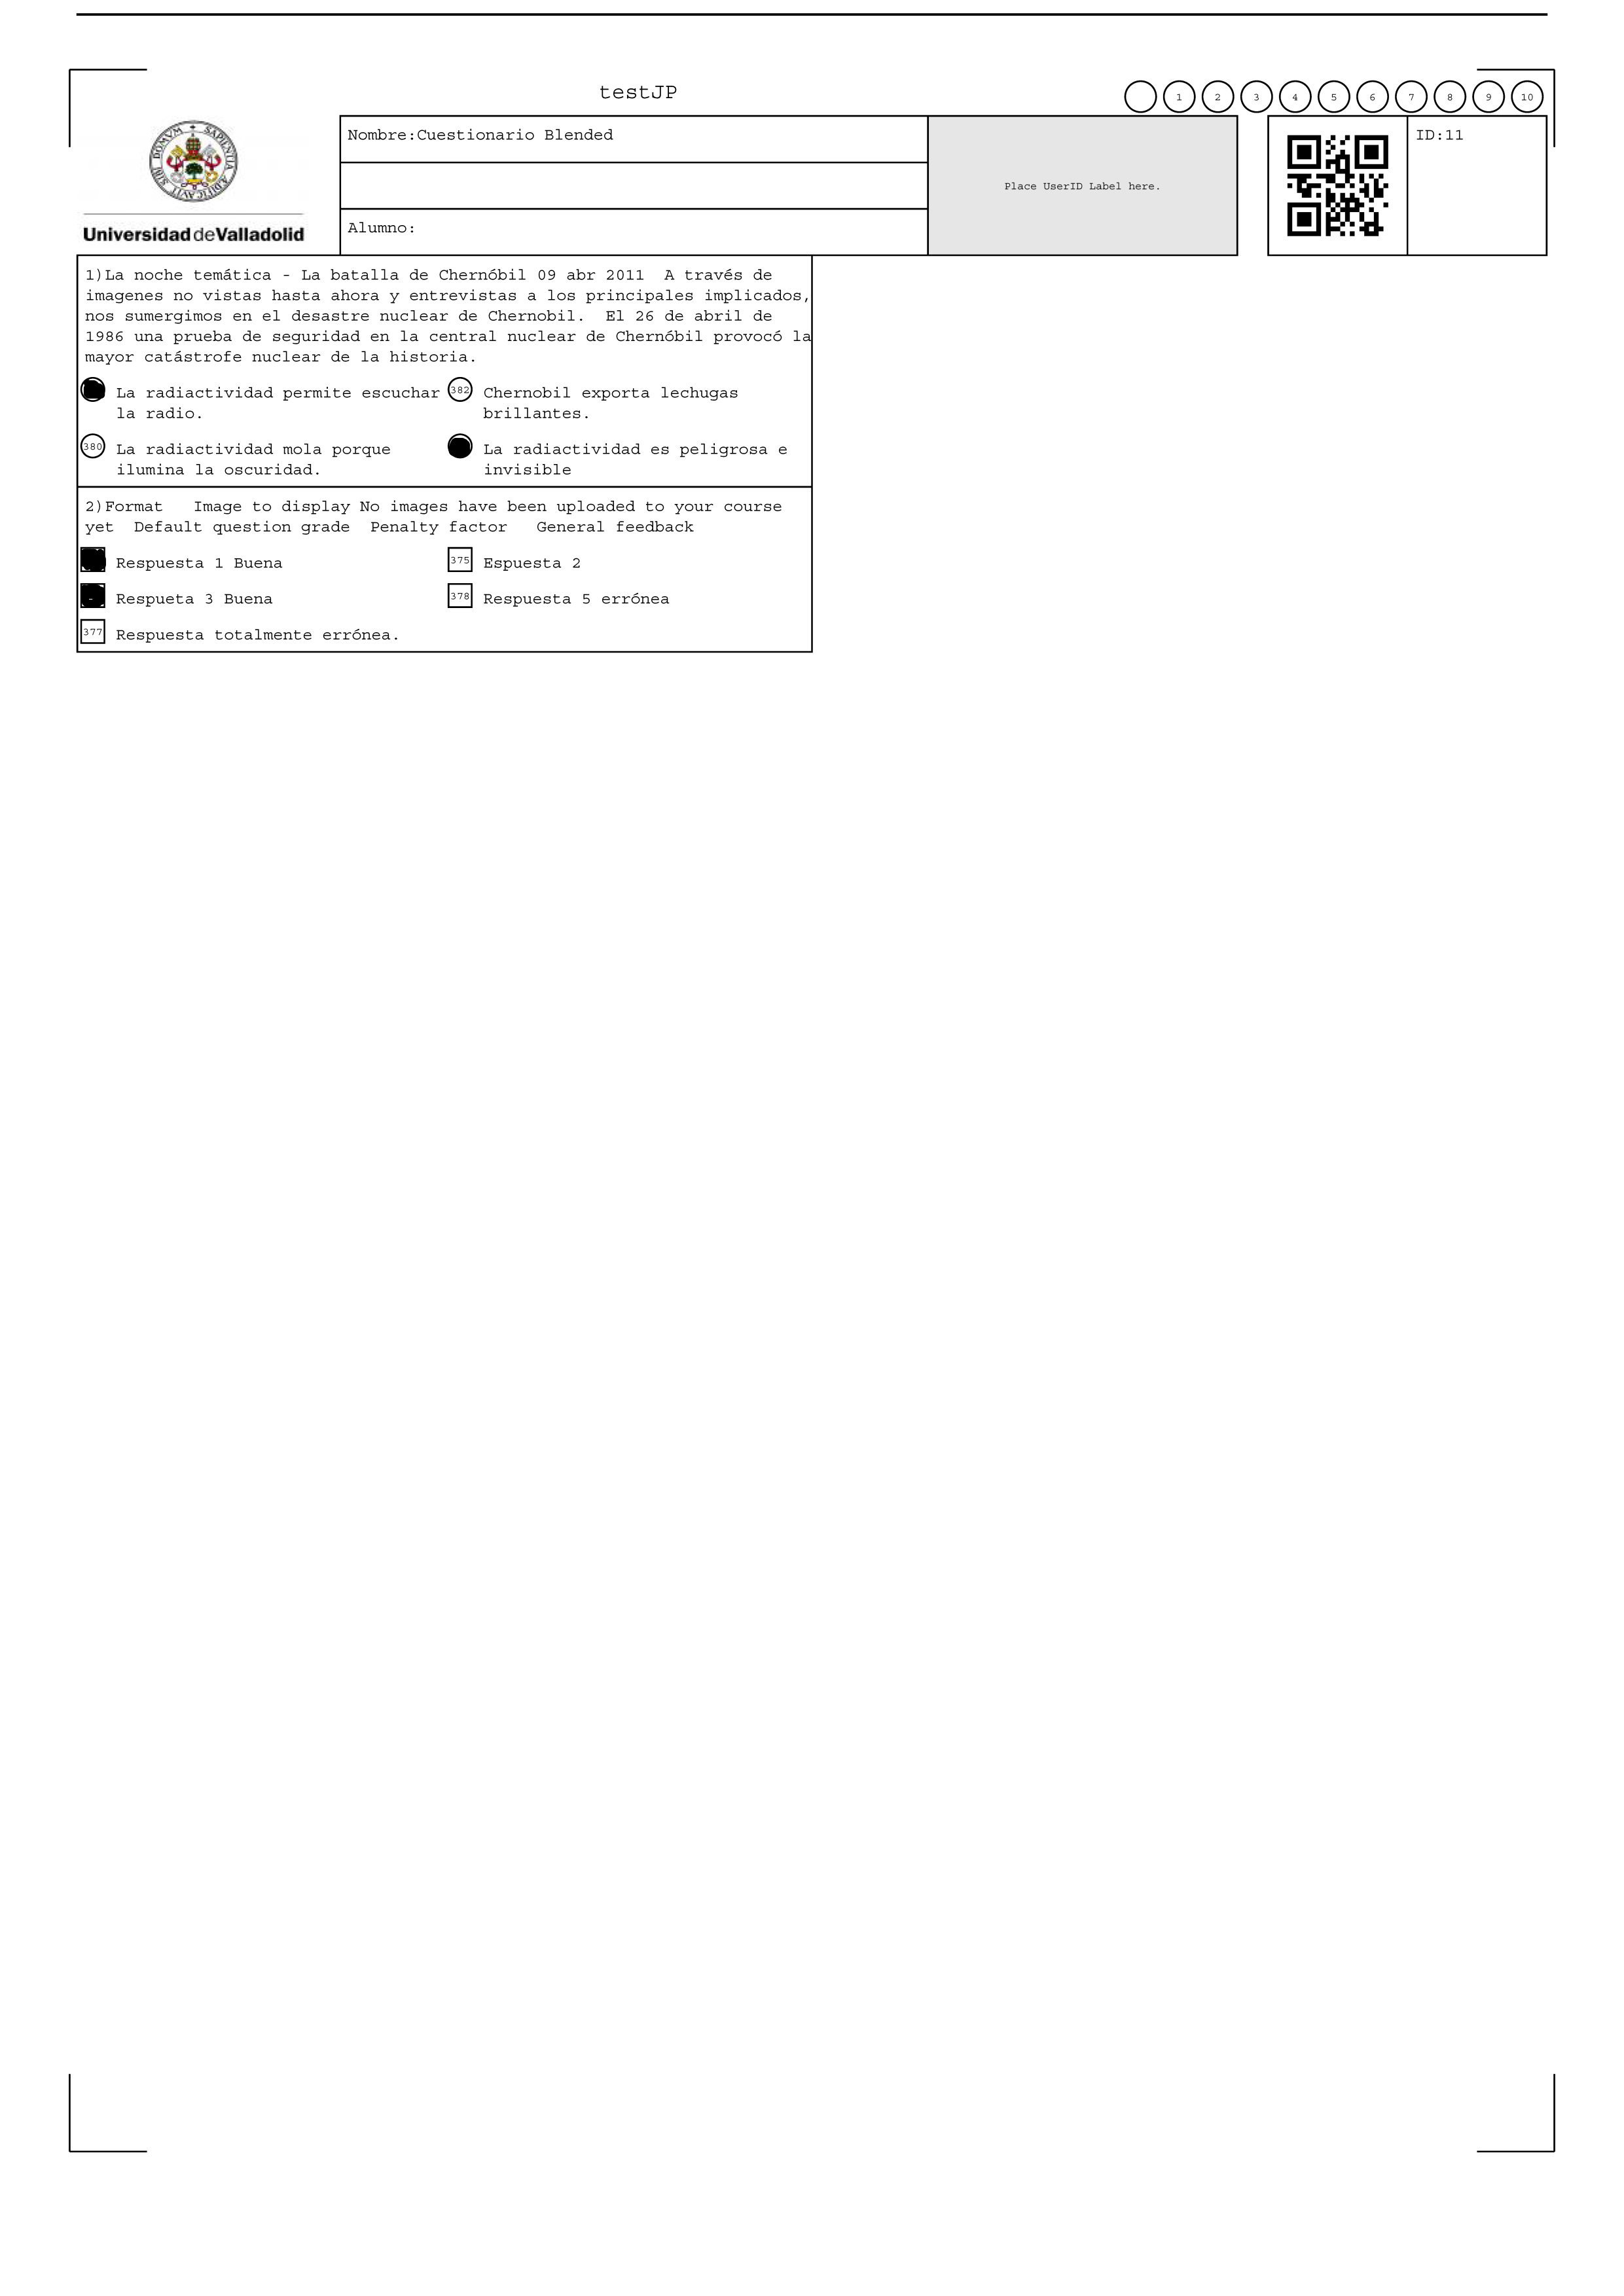 testJP
1 2 3 4 5 6 7 8 9 10
SIBI DOMVM SAPIENTIA ÆDIFICAVIT
Universidad de Valladolid
Nombre:Cuestionario Blended
Alumno:
Place UserID Label here.
ID:11
1)La noche temática - La batalla de Chernóbil 09 abr 2011  A través de
imagenes no vistas hasta ahora y entrevistas a los principales implicados,
nos sumergimos en el desastre nuclear de Chernobil.  El 26 de abril de
1986 una prueba de seguridad en la central nuclear de Chernóbil provocó la
mayor catástrofe nuclear de la historia.
La radiactividad permite escuchar
la radio.
382 Chernobil exporta lechugas
brillantes.
380 La radiactividad mola porque
ilumina la oscuridad.
La radiactividad es peligrosa e
invisible
2)Format   Image to display No images have been uploaded to your course
yet  Default question grade  Penalty factor   General feedback
Respuesta 1 Buena
375 Espuesta 2
Respueta 3 Buena
378 Respuesta 5 errónea
377 Respuesta totalmente errónea.